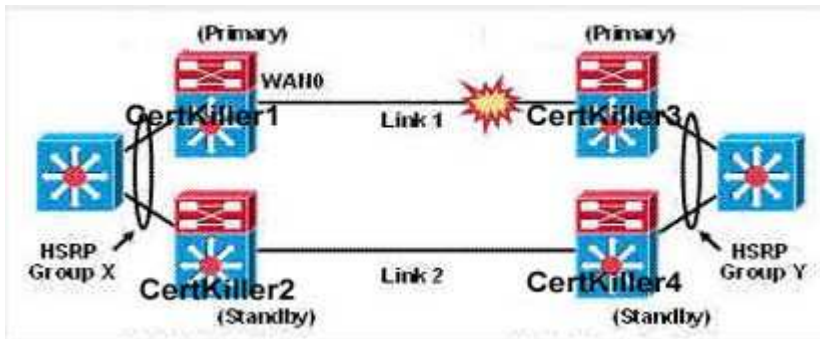 (Primary)
(Primary)
WAN0
CertKiller1
CertKiller3
Link 1
HSRP
Group X
HSRP
Group Y
Link 2
CertKiller2
CertKiller4
(Standby)
(Standby)